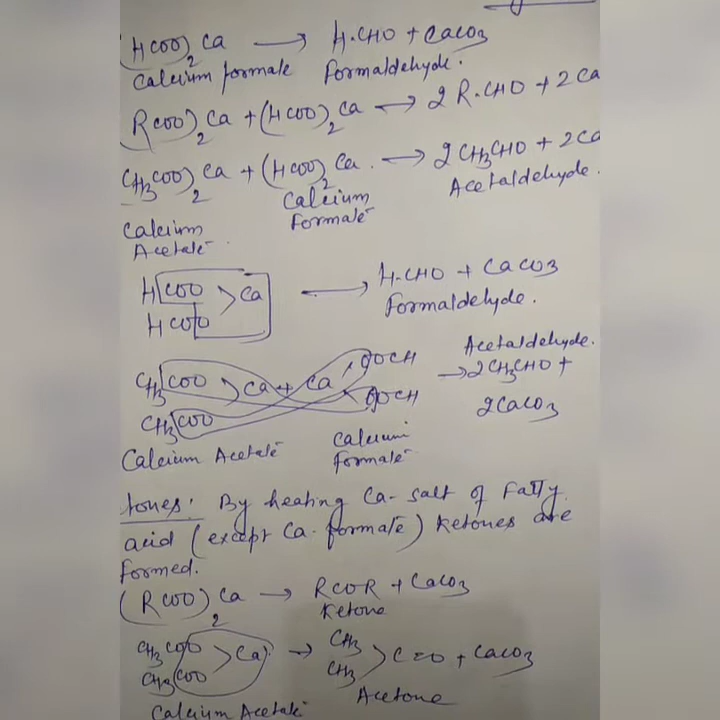 (HCOO)2Ca ⟶ H.CHO + CaCO3
Calcium formate Formaldehyde.
(RCOO)2Ca + (HCOO)2Ca ⟶ 2 R.CHO + 2Ca
CH3COO)2Ca + (HCOO)2Ca. ⟶ 2CH3CHO + 2Ca
Calcium Acetate. Calcium Formate Acetaldehyde.
HCOO > Ca ⟶ H.CHO + CaCO3
HCOO Formaldehyde.
CH3COO > Ca + Ca < OOCH → 2CH3CHO +
CH3COO OOCH 2CaCO3
Acetaldehyde.
Calcium Acetate Calcium formate
tones: By heating Ca- salt of Fatty
acid (except Ca. formate) Ketones are
formed.
(RCOO)2Ca → RCOR + CaCO3
Ketone
CH3COO > Ca → CH3 > C=O + CaCO3
CH3COO CH3
Calcium Acetate Acetone